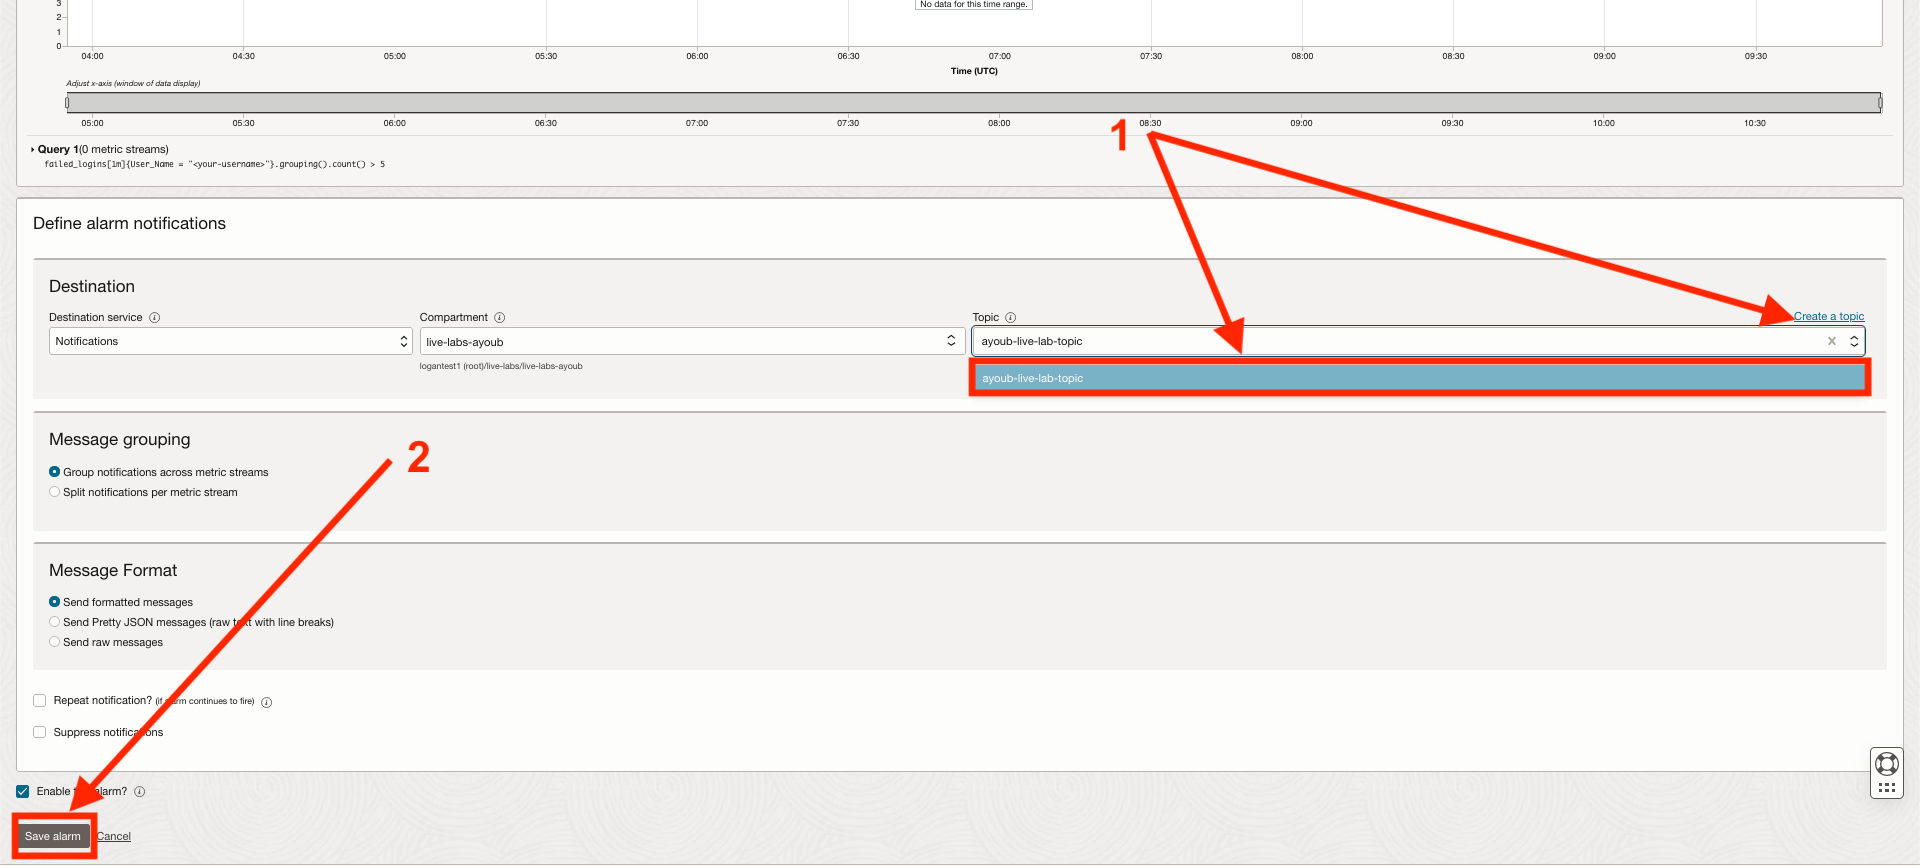 No data for this time range.
3
2
1
0
04:00 04:30 05:00 05:30 06:00 06:30 07:00 07:30 08:00 08:30 09:00 09:30
Time (UTC)
Adjust x-axis (window of data display)
05:00 05:30 06:00 06:30 07:00 07:30 08:00 08:30 09:00 09:30 10:00 10:30
1
Query 1(0 metric streams)
failed_logins[1m]{User_Name = "<your-username>"}.grouping().count() > 5
Define alarm notifications
Destination
Destination service Compartment Topic Create a topic
Notifications live-labs-ayoub ayoub-live-lab-topic
logantest1 (root)/live-labs/live-labs-ayoub
ayoub-live-lab-topic
Message grouping
2
Group notifications across metric streams
Split notifications per metric stream
Message Format
Send formatted messages
Send Pretty JSON messages (raw text with line breaks)
Send raw messages
Repeat notification? (if alarm continues to fire)
Suppress notifications
Enable this alarm?
Save alarm Cancel